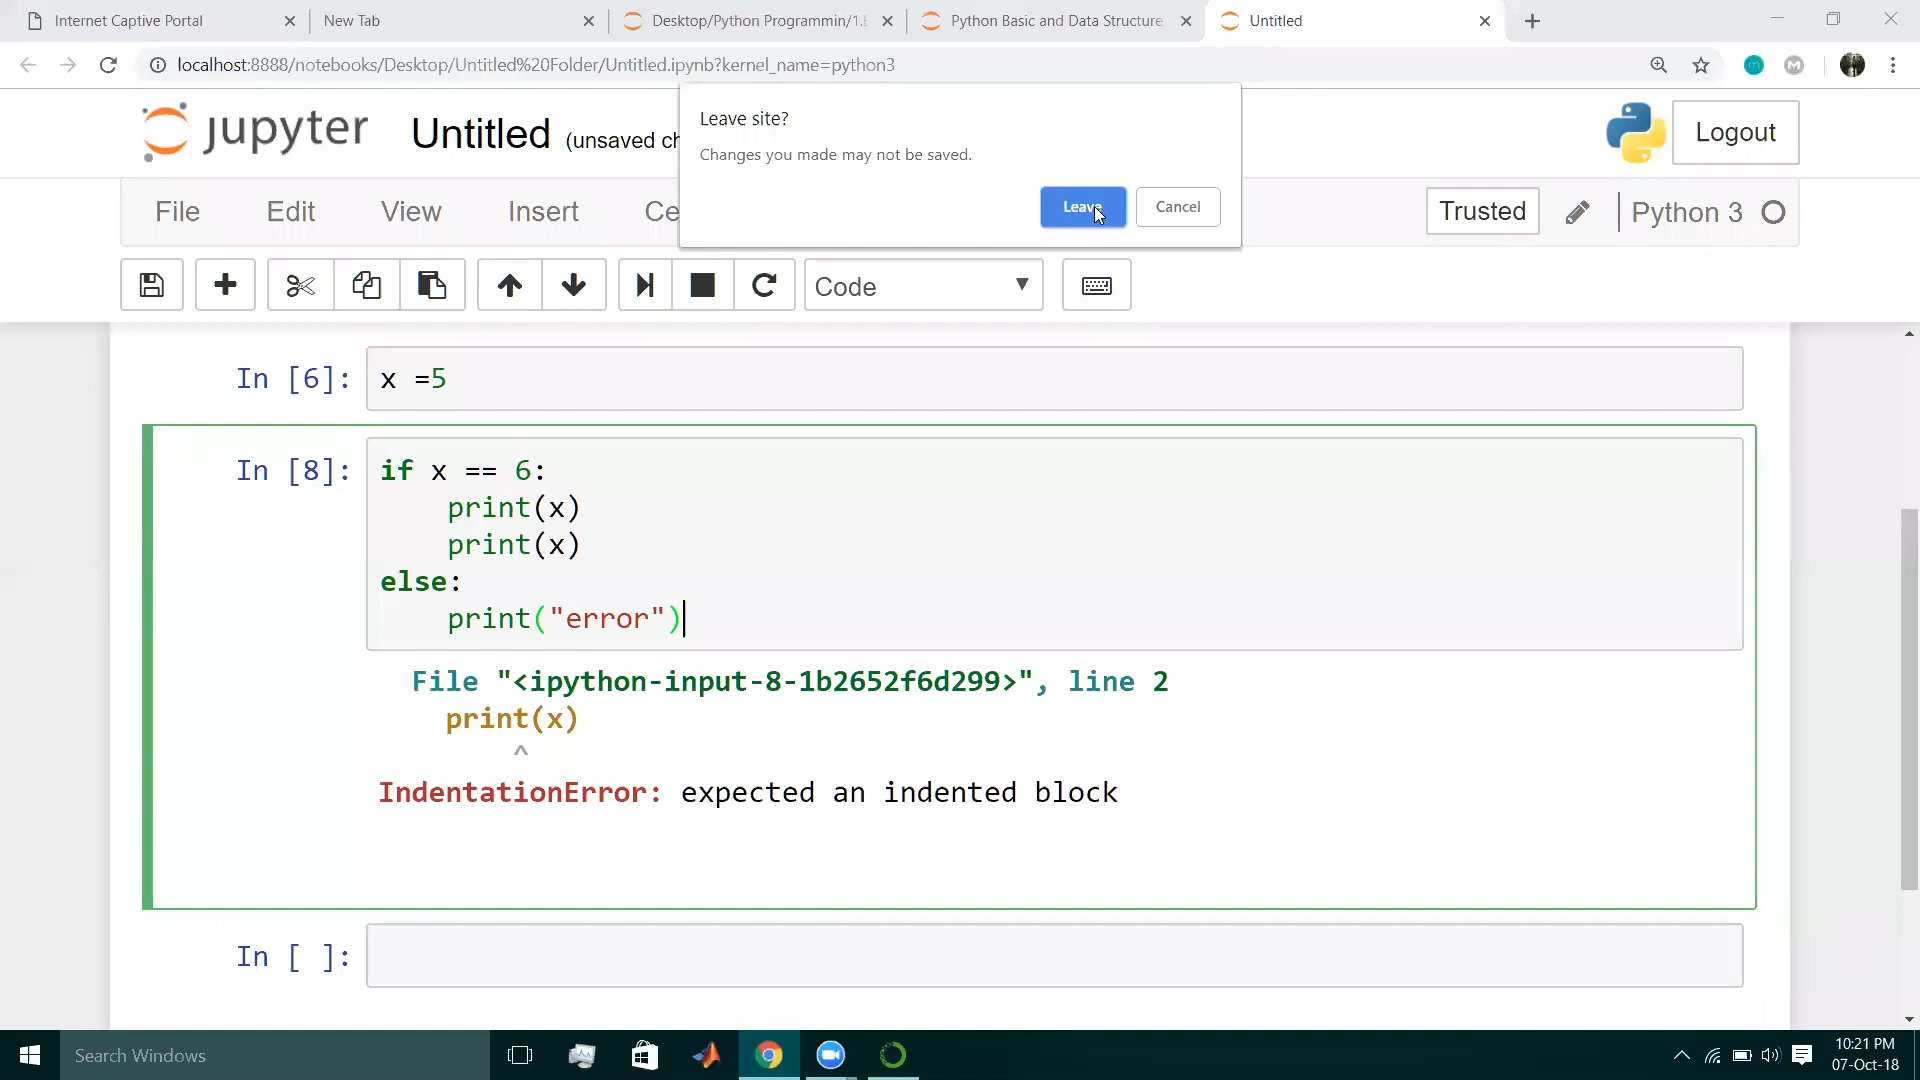 Internet Captive Portal
New Tab
Desktop/Python Programmin/1.
Python Basic and Data Structure
Untitled
localhost:8888/notebooks/Desktop/Untitled%20Folder/Untitled.ipynb?kernel_name=python3
M
Leave site?
Changes you made may not be saved.
Leave
Cancel
jupyter
Untitled (unsaved ch
Logout
File
Edit
View
Insert
Ce
Trusted
Python 3
Code
In [6]: x =5
In [8]: if x == 6:
print(x)
print(x)
else:
print("error")
File "<ipython-input-8-1b2652f6d299>", line 2
print(x)
^
IndentationError: expected an indented block
In [ ]:
Search Windows
10:21 PM
07-Oct-18